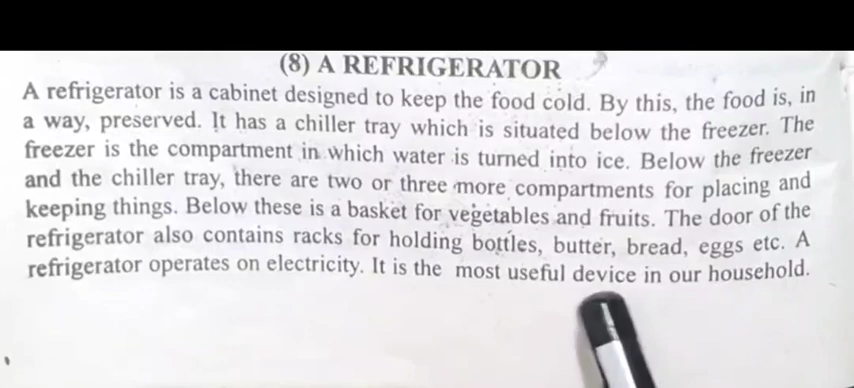 (8) A REFRIGERATOR
A refrigerator is a cabinet designed to keep the food cold. By this, the food is, in
a way, preserved. It has a chiller tray which is situated below the freezer. The
freezer is the compartment in which water is turned into ice. Below the freezer
and the chiller tray, there are two or three more compartments for placing and
keeping things. Below these is a basket for vegetables and fruits. The door of the
refrigerator also contains racks for holding bottles, butter, bread, eggs etc. A
refrigerator operates on electricity. It is the most useful device in our household.